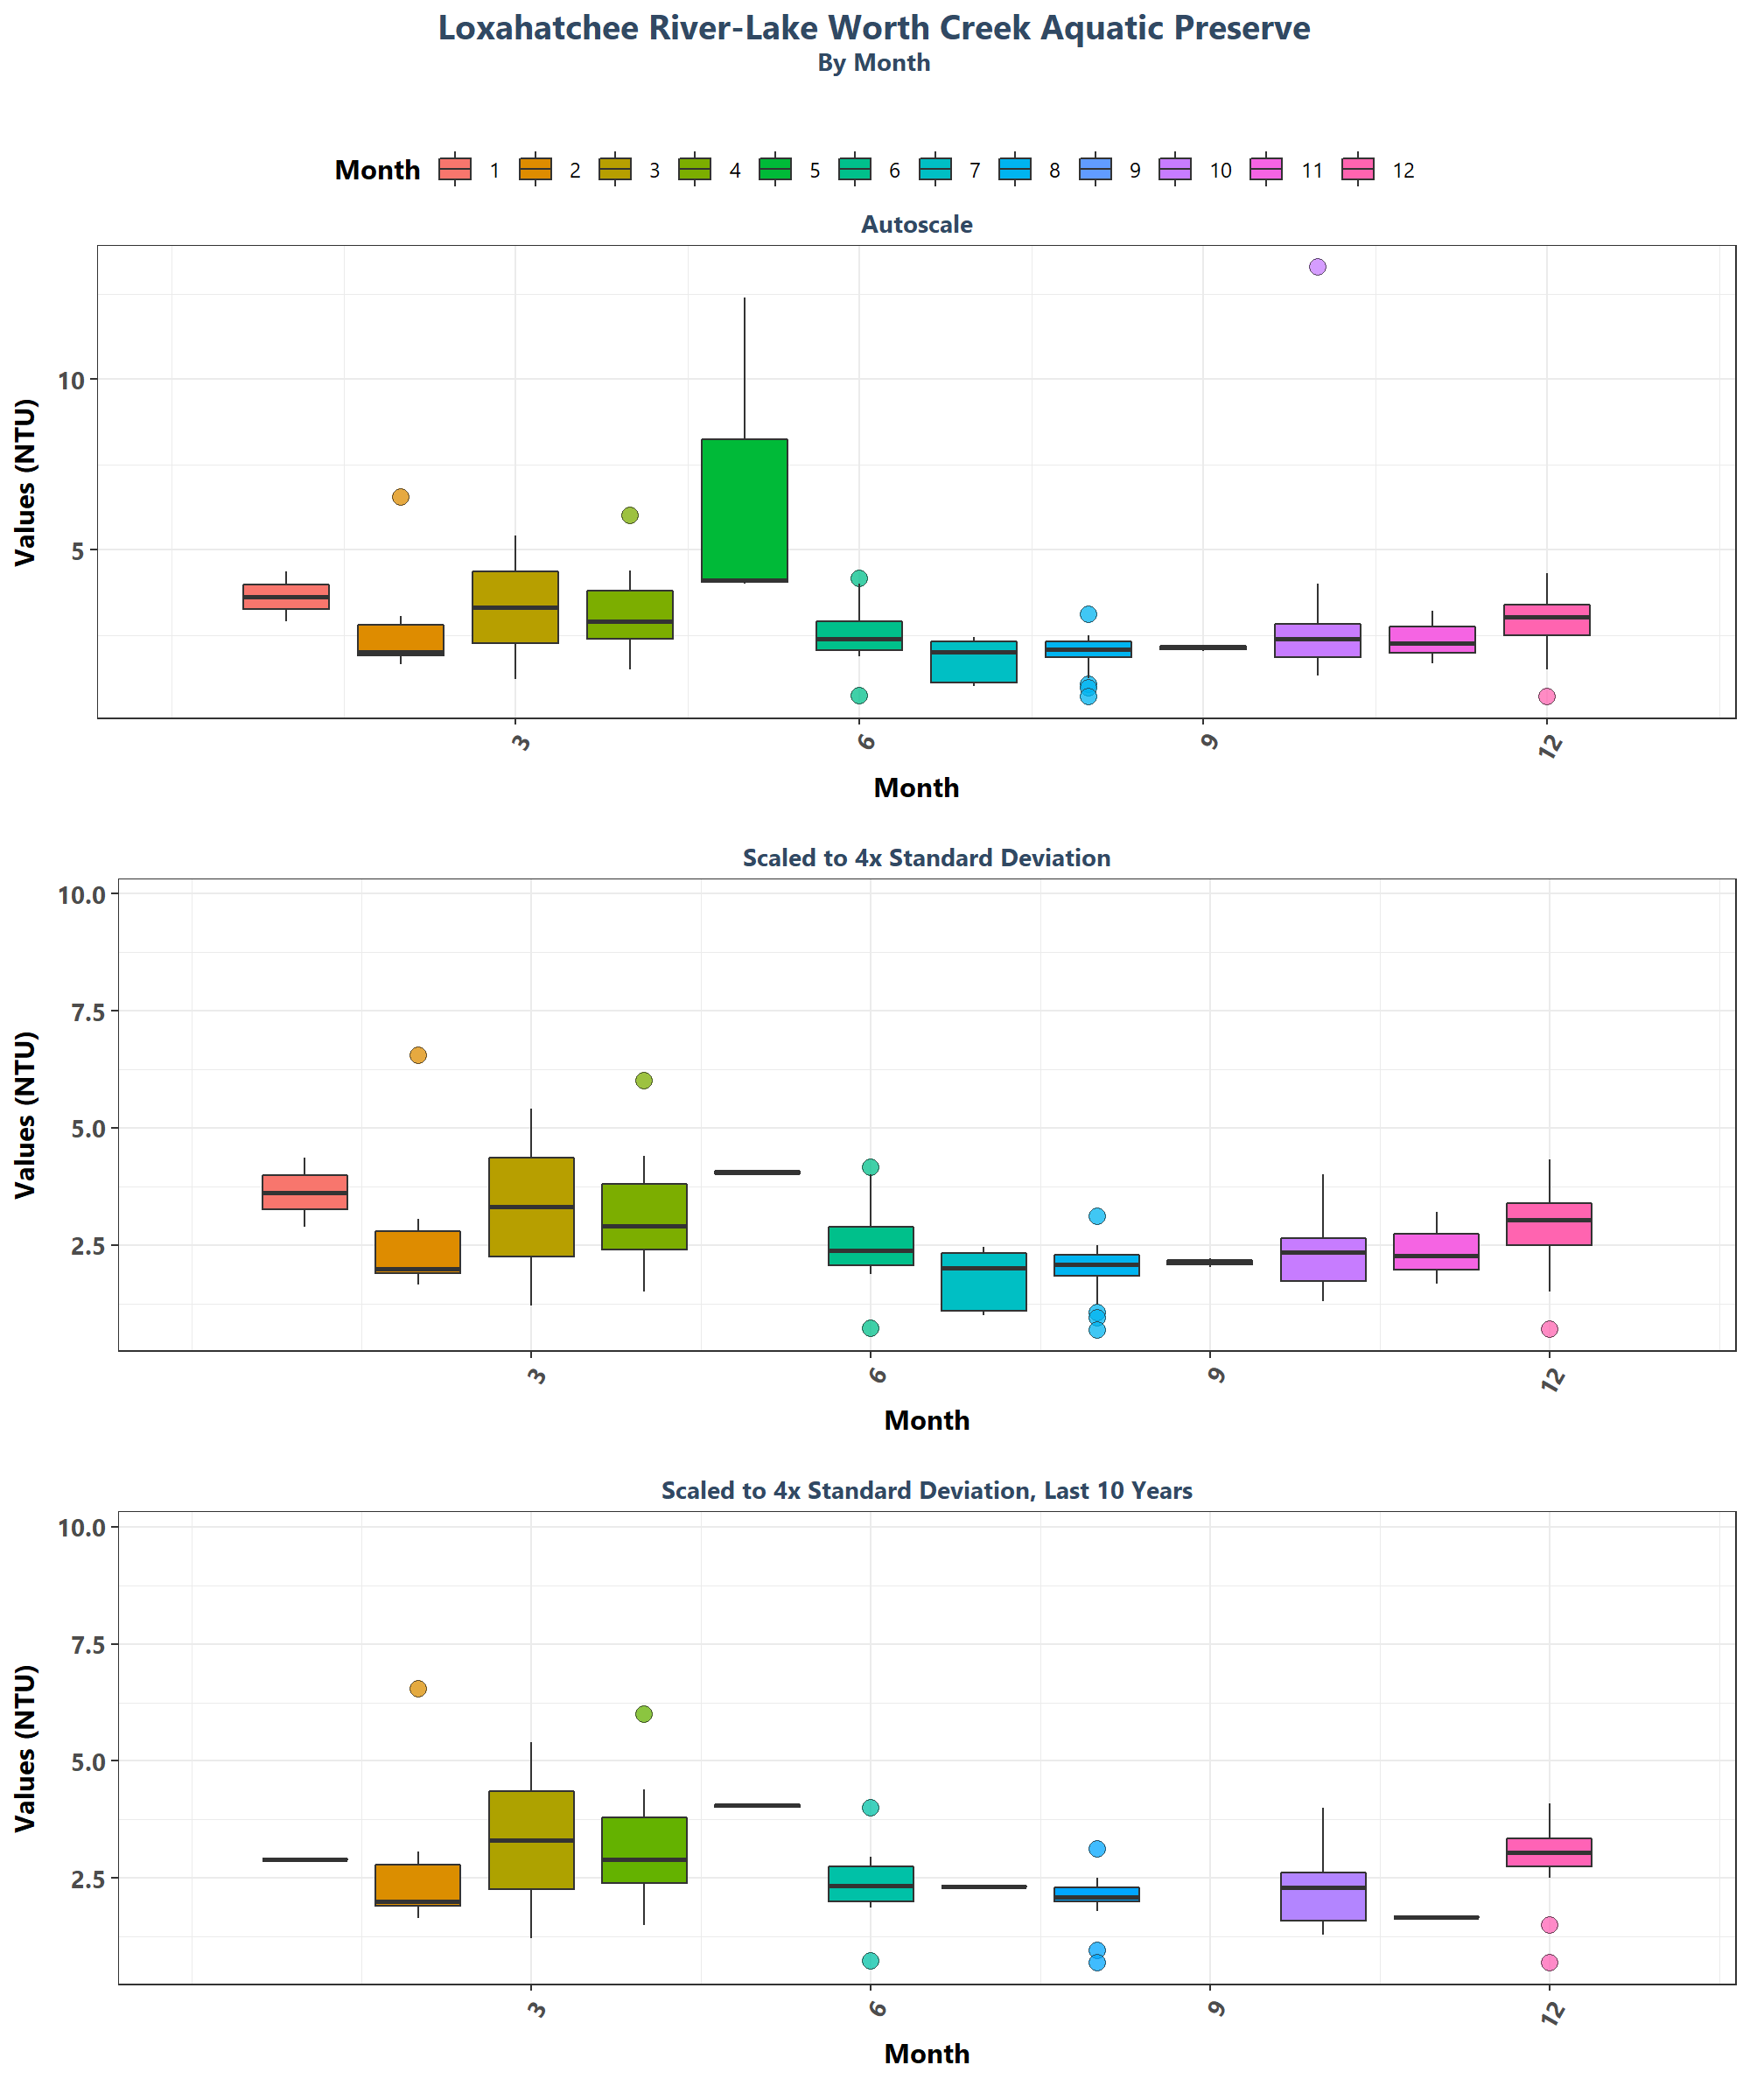 Loxahatchee River-Lake Worth Creek Aquatic Preserve
By Month
Month 1 2 3 4 5 6 7 8 9 10 11 12
Autoscale
Values (NTU)
10
5
3 6 9 12
Month
Scaled to 4x Standard Deviation
Values (NTU)
10.0
7.5
5.0
2.5
3 6 9 12
Month
Scaled to 4x Standard Deviation, Last 10 Years
Values (NTU)
10.0
7.5
5.0
2.5
3 6 9 12
Month